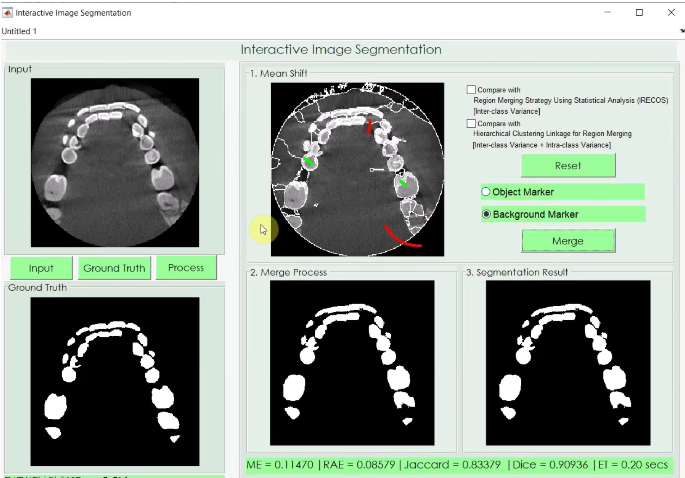 Interactive Image Segmentation
Untitled 1
Interactive Image Segmentation
Input
Input
Ground Truth
Process
Ground Truth
1. Mean Shift
Compare with
Region Merging Strategy Using Statistical Analysis (IRECOS)
[Inter-class Variance]
Compare with
Hierarchical Clustering Linkage for Region Merging
[Inter-class Variance + Intra-class Variance]
Reset
Object Marker
Background Marker
Merge
2. Merge Process
3. Segmentation Result
ME = 0.11470 | RAE = 0.08579 | Jaccard = 0.83379 | Dice = 0.90936 | ET = 0.20 secs